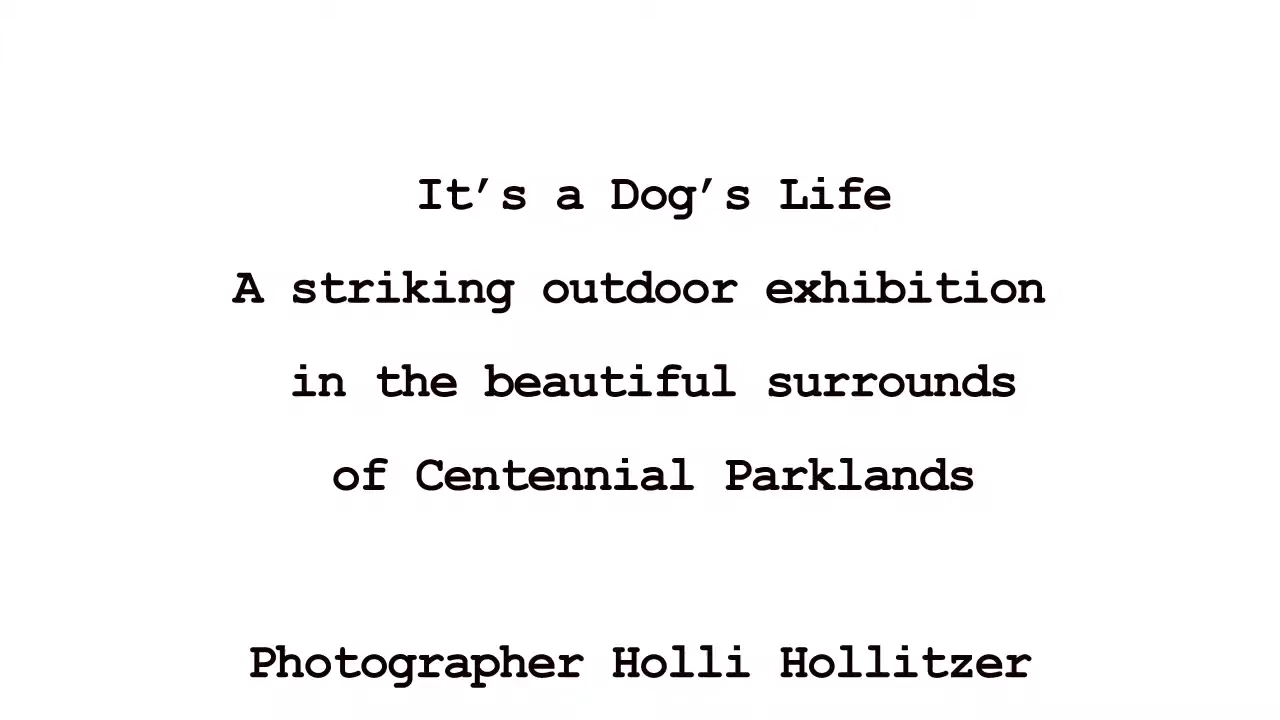 It’s a Dog’s Life
A striking outdoor exhibition
in the beautiful surrounds
of Centennial Parklands
Photographer Holli Hollitzer